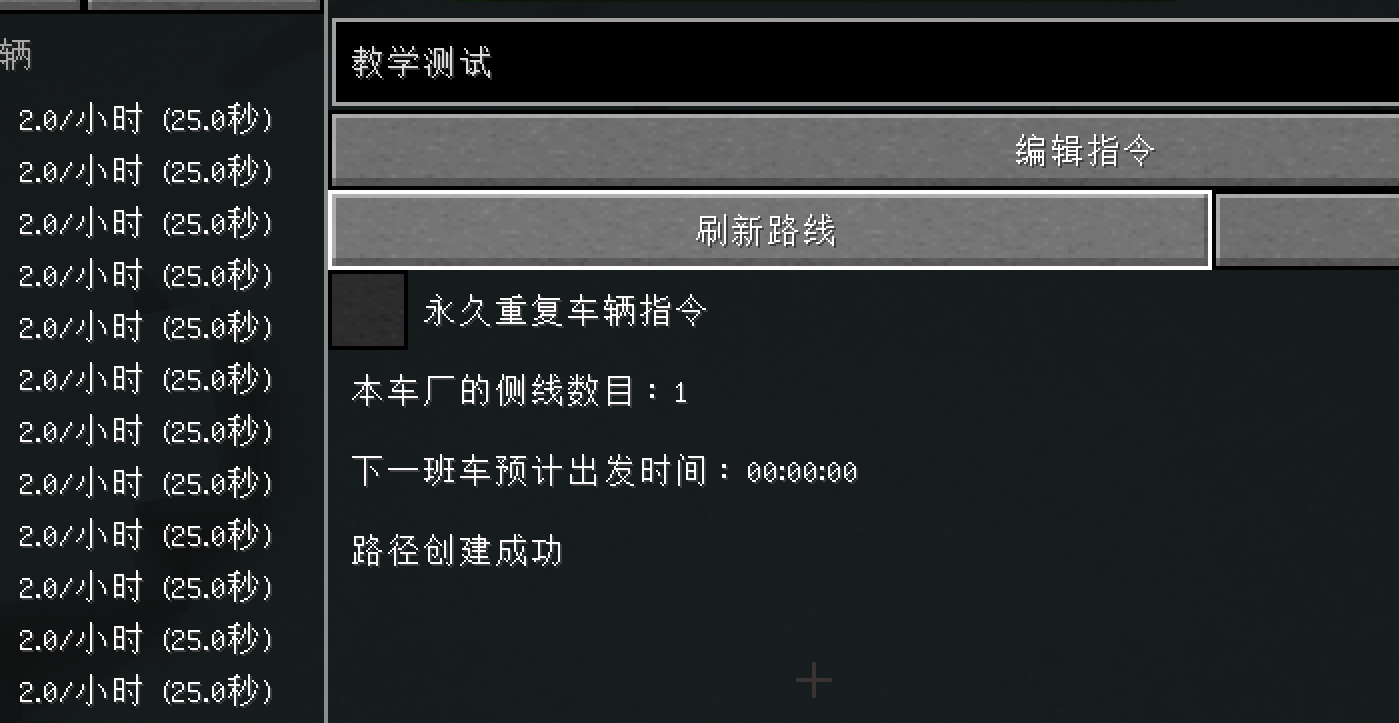 辆
2.0/小时 (25.0秒)
2.0/小时 (25.0秒)
2.0/小时 (25.0秒)
2.0/小时 (25.0秒)
2.0/小时 (25.0秒)
2.0/小时 (25.0秒)
2.0/小时 (25.0秒)
2.0/小时 (25.0秒)
2.0/小时 (25.0秒)
2.0/小时 (25.0秒)
2.0/小时 (25.0秒)
2.0/小时 (25.0秒)
教学测试
编辑指令
刷新路线
永久重复车辆指令
本车厂的侧线数目：1
下一班车预计出发时间：00:00:00
路径创建成功